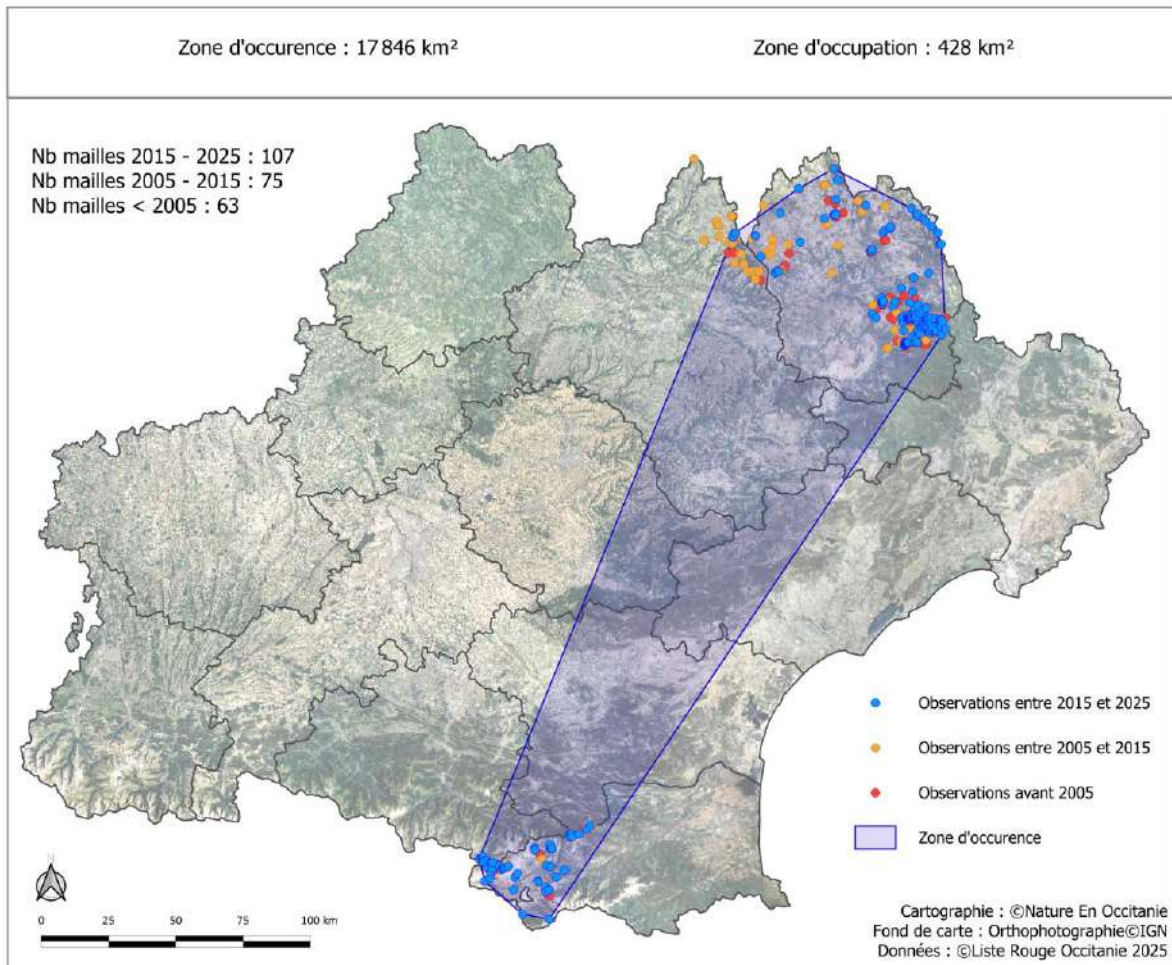 Zone d'occurence : 17 846 km²
Zone d'occupation : 428 km²
Nb mailles 2015 - 2025 : 107
Nb mailles 2005 - 2015 : 75
Nb mailles < 2005 : 63
Observations entre 2015 et 2025
Observations entre 2005 et 2015
Observations avant 2005
Zone d'occurence
N
0 25 50 75 100 km
Cartographie : ©Nature En Occitanie
Fond de carte : Orthophotographie©IGN
Données : ©Liste Rouge Occitanie 2025